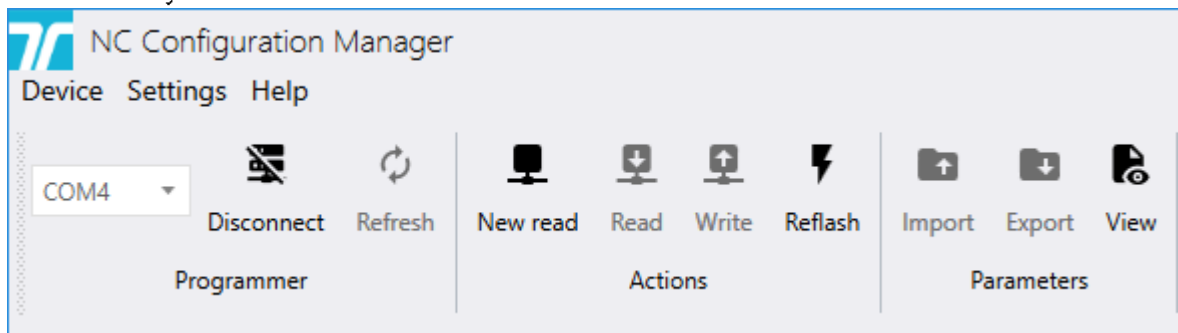 NC Configuration Manager
Device Settings Help
COM4
Disconnect Refresh New read Read Write Reflash Import Export View
Programmer Actions Parameters